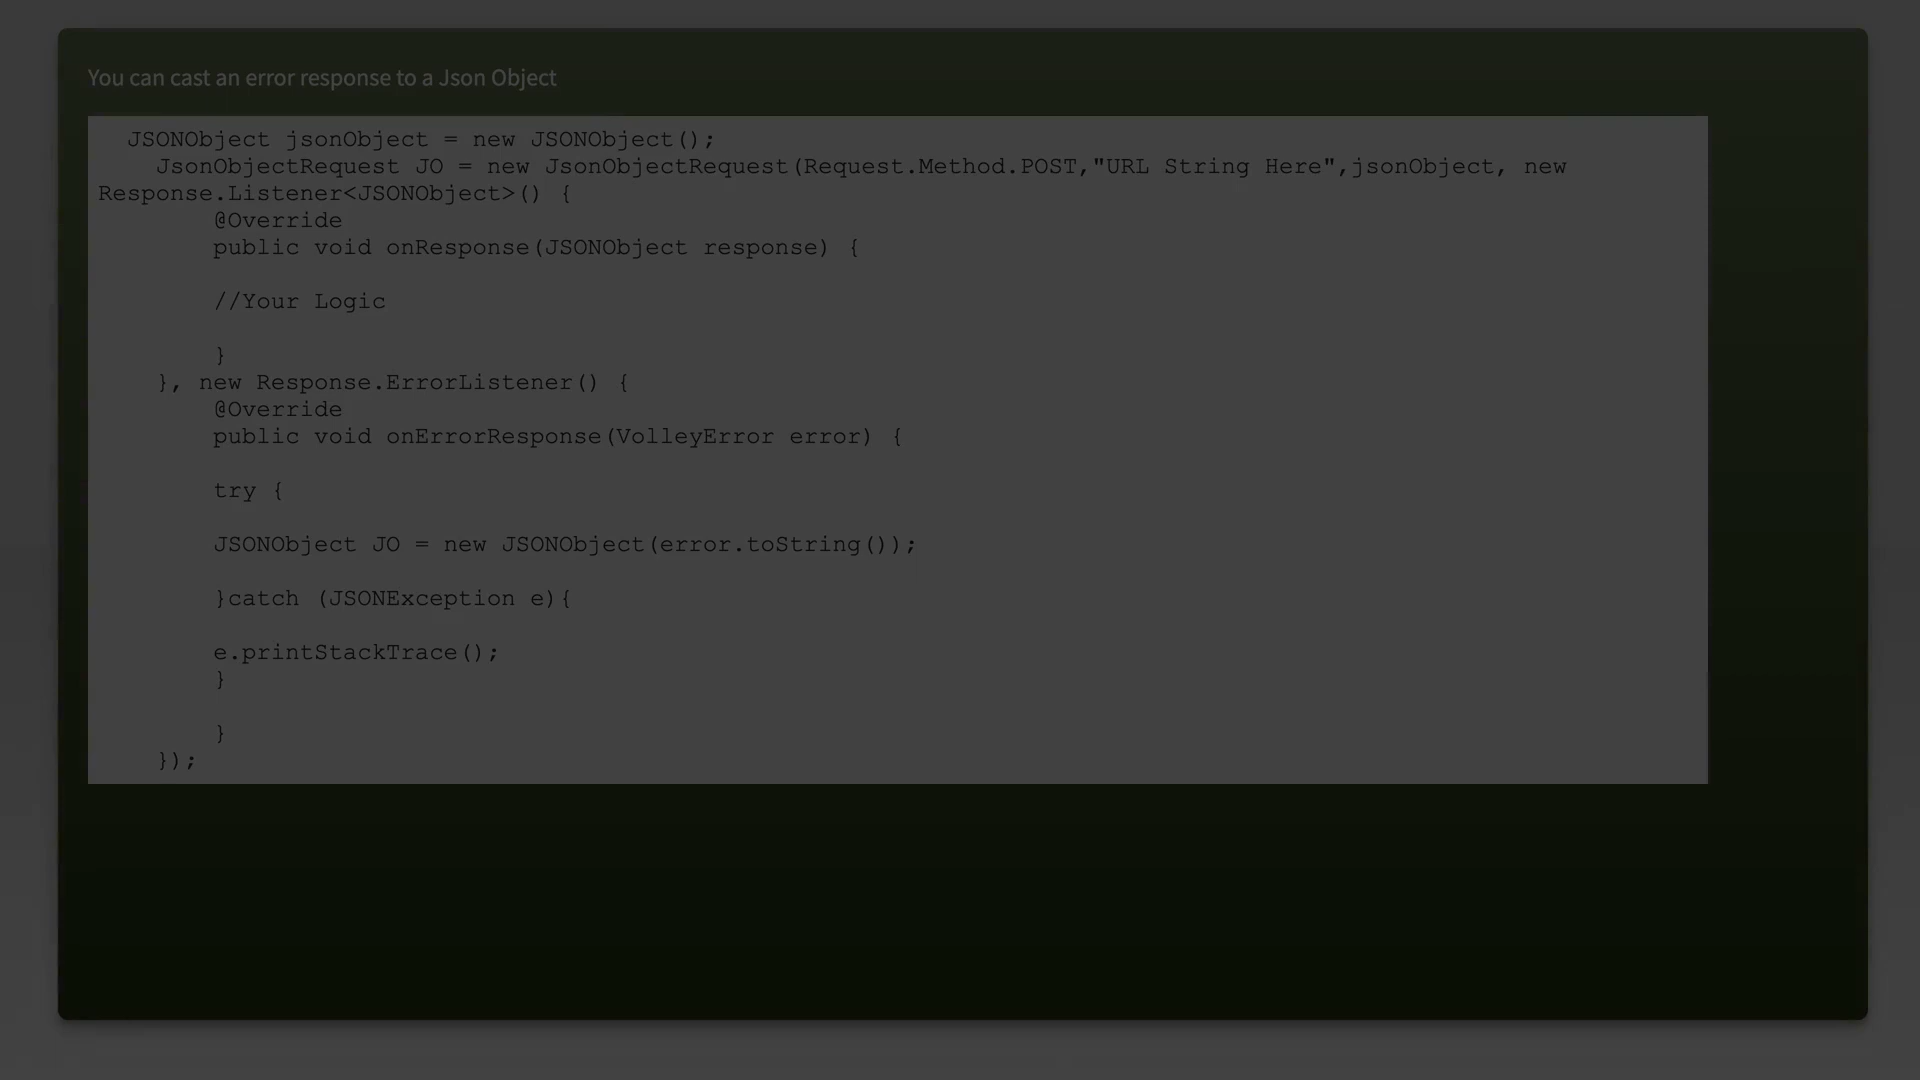 You can cast an error response to a Json Object
JSONObject jsonObject = new JSONObject();
JsonObjectRequest JO = new JsonObjectRequest(Request.Method.POST,"URL String Here",jsonObject, new
Response.Listener<JSONObject>() {
@Override
public void onResponse(JSONObject response) {
//Your Logic
}
}, new Response.ErrorListener() {
@Override
public void onErrorResponse(VolleyError error) {
try {
JSONObject JO = new JSONObject(error.toString());
}catch (JSONException e){
e.printStackTrace();
}
}
});